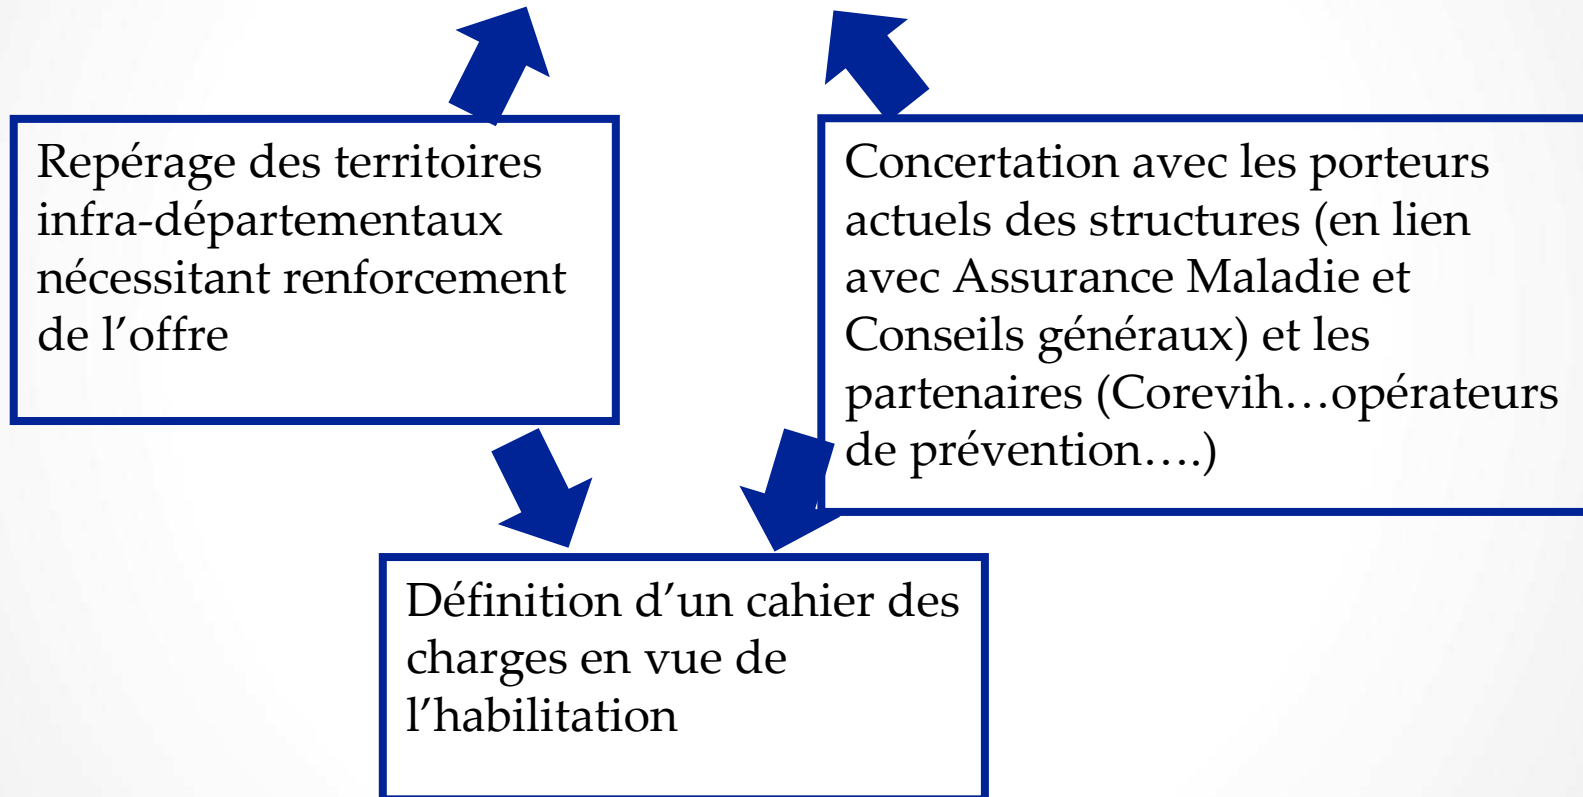 Repérage des territoires
infra-départementaux
nécessitant renforcement
de l’offre
Concertation avec les porteurs
actuels des structures (en lien
avec Assurance Maladie et
Conseils généraux) et les
partenaires (Corevih…opérateurs
de prévention….)
Définition d’un cahier des
charges en vue de
l’habilitation